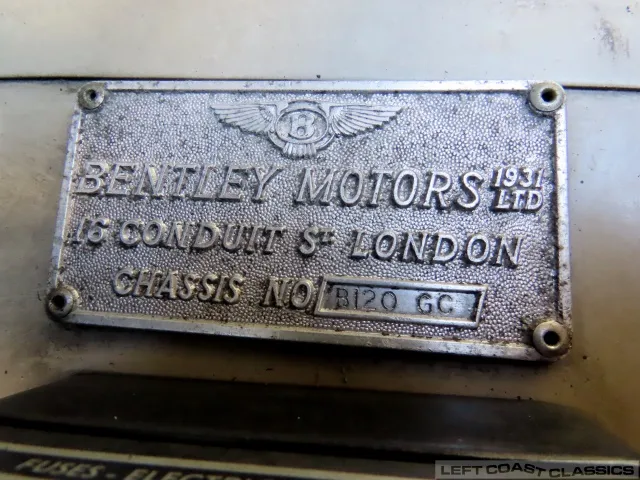 B
BENTLEY MOTORS 1931 LTD
16 CONDUIT ST LONDON
CHASSIS NO B120 GC
FUSES - ELECTR
LEFT COAST CLASSICS